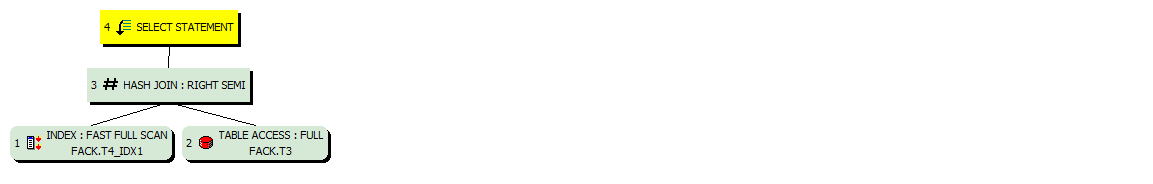 4 SELECT STATEMENT
3 # HASH JOIN : RIGHT SEMI
1 INDEX : FAST FULL SCAN
FACK.T4_IDX1
2 TABLE ACCESS : FULL
FACK.T3